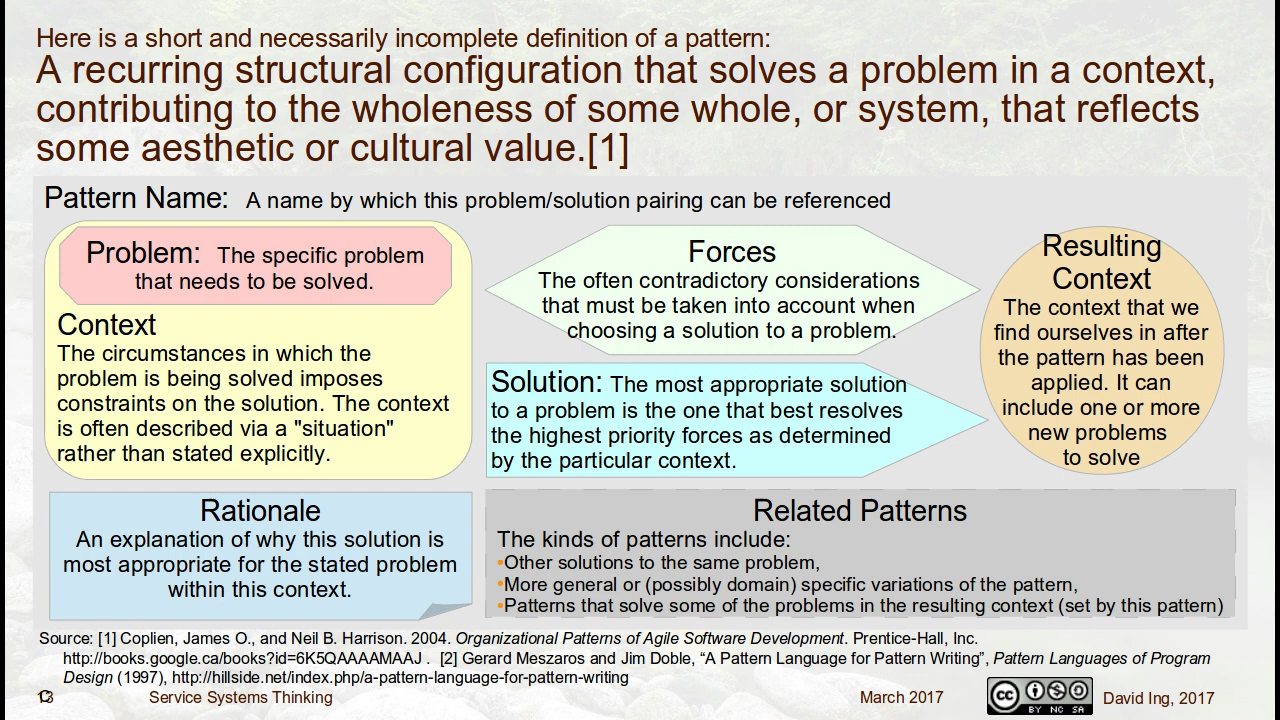 Here is a short and necessarily incomplete definition of a pattern:
A recurring structural configuration that solves a problem in a context,
contributing to the wholeness of some whole, or system, that reflects
some aesthetic or cultural value.[1]
Pattern Name: A name by which this problem/solution pairing can be referenced
Problem: The specific problem
that needs to be solved.
Context
The circumstances in which the
problem is being solved imposes
constraints on the solution. The context
is often described via a "situation"
rather than stated explicitly.
Forces
The often contradictory considerations
that must be taken into account when
choosing a solution to a problem.
Solution: The most appropriate solution
to a problem is the one that best resolves
the highest priority forces as determined
by the particular context.
Resulting
Context
The context that we
find ourselves in after
the pattern has been
applied. It can
include one or more
new problems
to solve
Rationale
An explanation of why this solution is
most appropriate for the stated problem
within this context.
Related Patterns
The kinds of patterns include:
•Other solutions to the same problem,
•More general or (possibly domain) specific variations of the pattern,
•Patterns that solve some of the problems in the resulting context (set by this pattern)
Source: [1] Coplien, James O., and Neil B. Harrison. 2004. Organizational Patterns of Agile Software Development. Prentice-Hall, Inc.
http://books.google.ca/books?id=6K5QAAAAMAAJ . [2] Gerard Meszaros and Jim Doble, “A Pattern Language for Pattern Writing”, Pattern Languages of Program
Design (1997), http://hillside.net/index.php/a-pattern-language-for-pattern-writing
13
Service Systems Thinking
March 2017
cc BY NC SA
David Ing, 2017